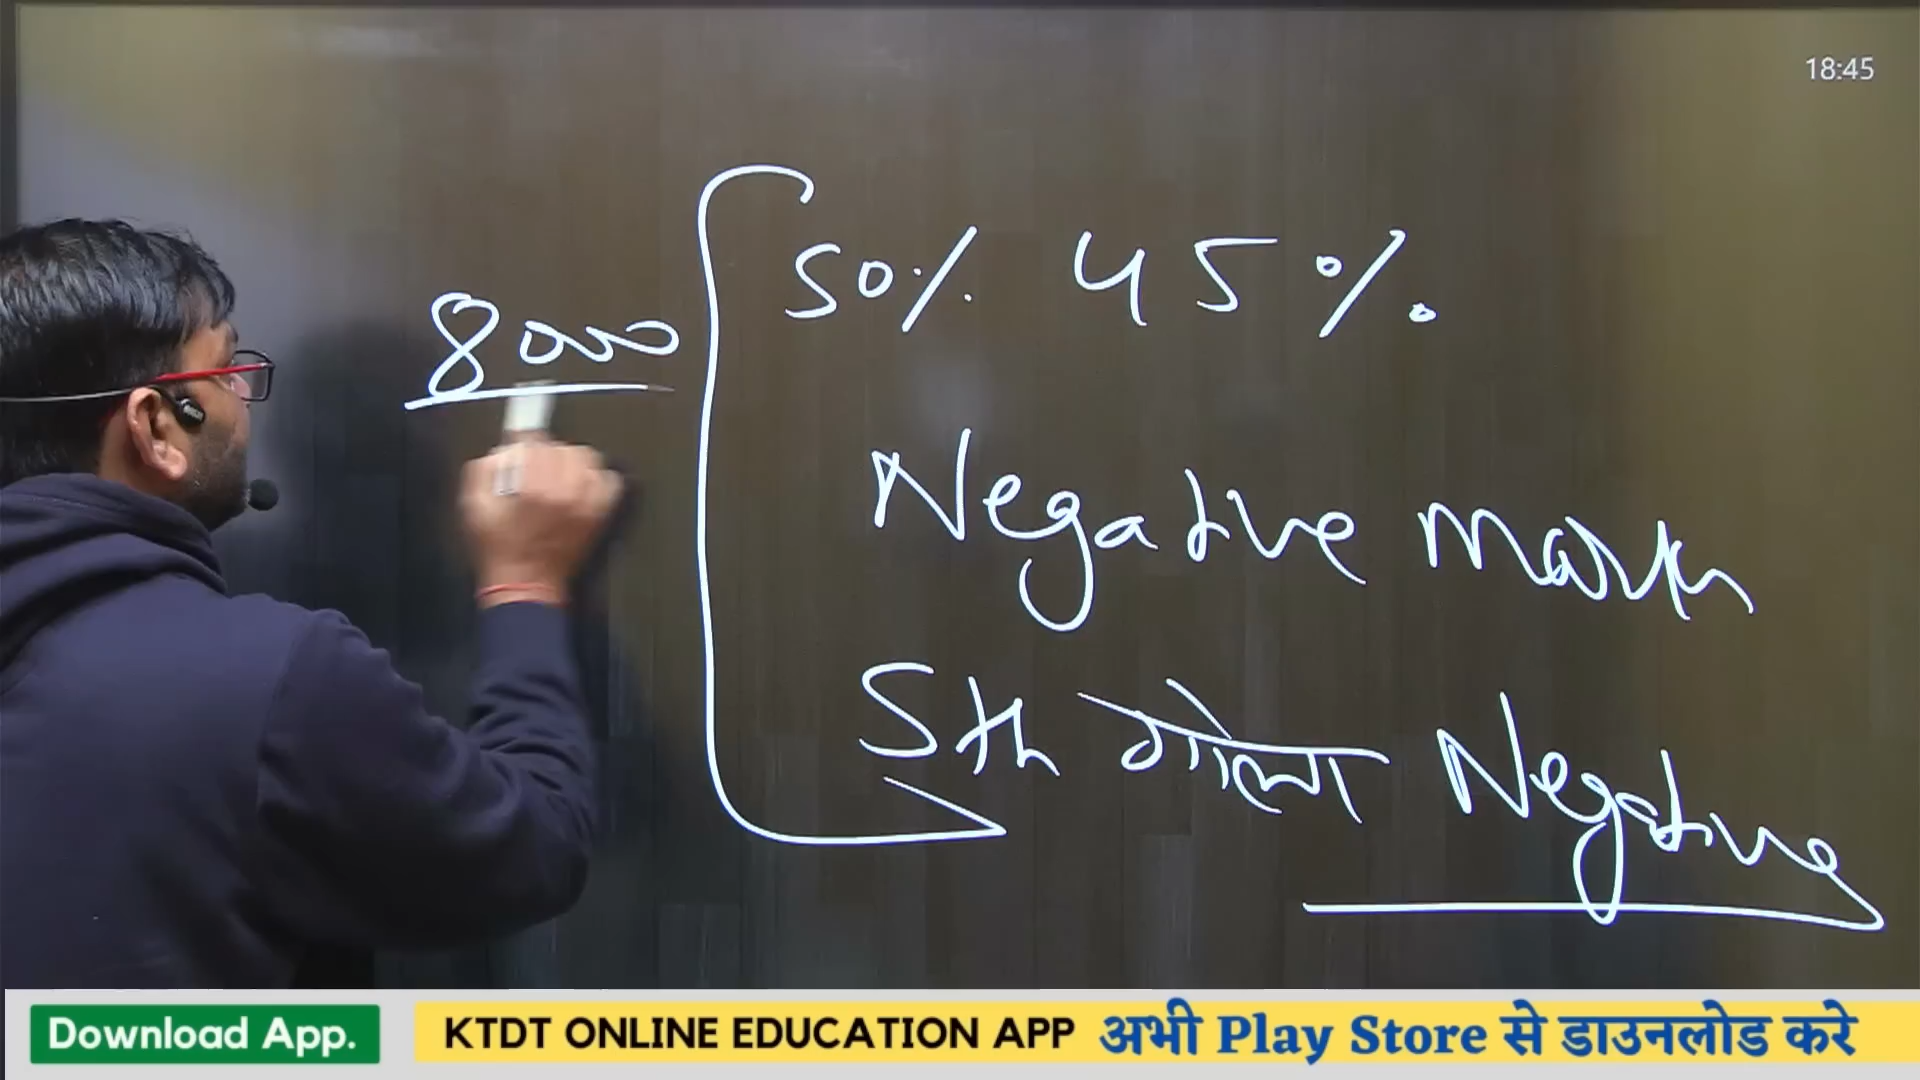 18:45
50% 45%.
8000
Negative mark
5th गोला Negative
Download App. KTDT ONLINE EDUCATION APP अभी Play Store से डाउनलोड करे